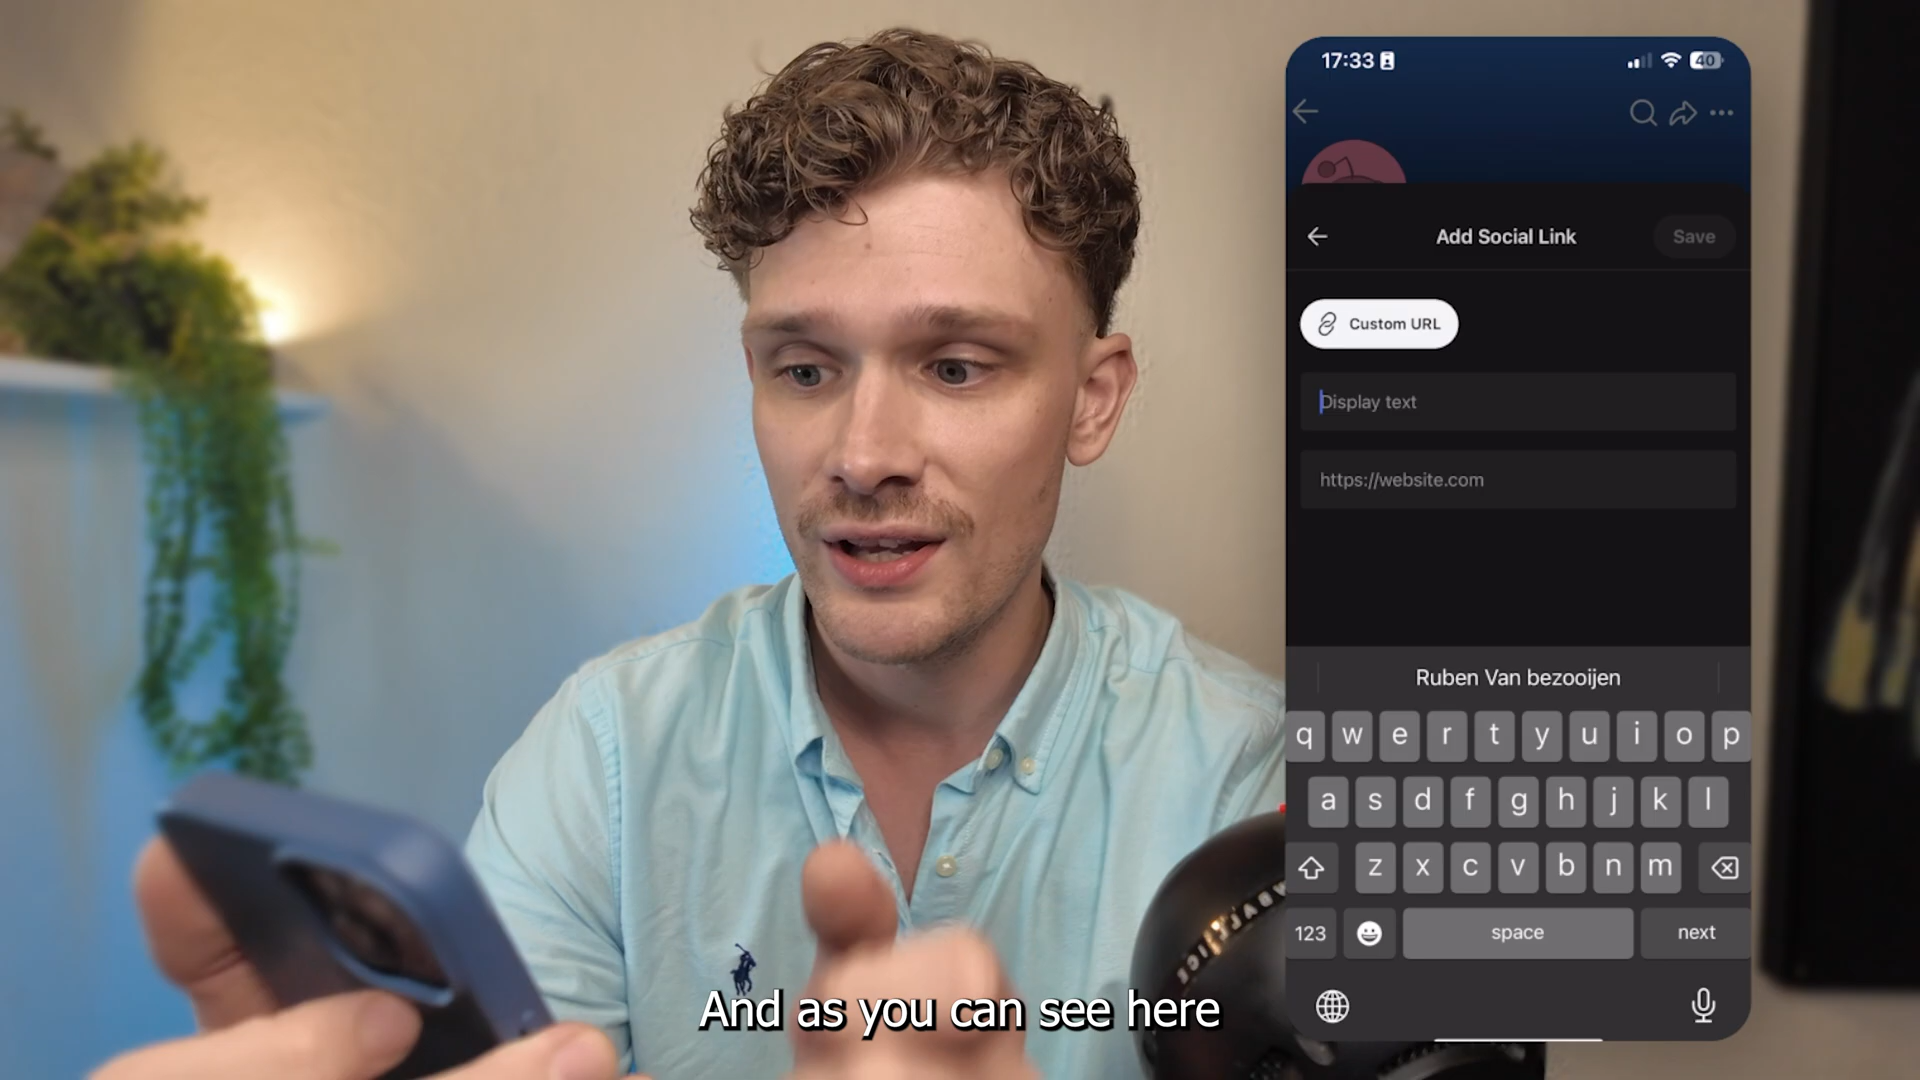 17:33
40
Add Social Link
Save
Custom URL
Display text
https://website.com
Ruben Van bezooijen
q w e r t y u i o p
a s d f g h j k l
z x c v b n m
123
space
next
And as you can see here